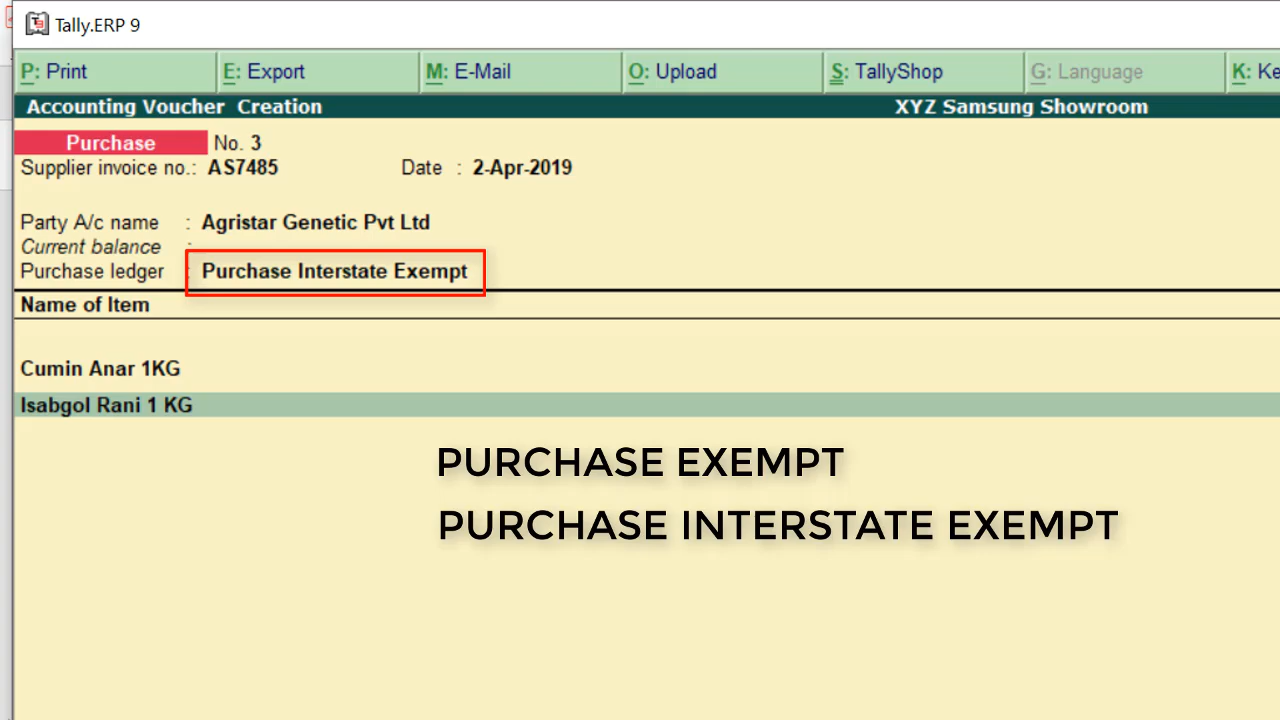 Tally.ERP 9
P: Print E: Export M: E-Mail O: Upload S: TallyShop G: Language K: Ke
Accounting Voucher Creation XYZ Samsung Showroom
Purchase No. 3
Supplier invoice no.: AS7485 Date : 2-Apr-2019
Party A/c name : Agristar Genetic Pvt Ltd
Current balance :
Purchase ledger : Purchase Interstate Exempt
Name of Item
Cumin Anar 1KG
Isabgol Rani 1 KG
PURCHASE EXEMPT
PURCHASE INTERSTATE EXEMPT